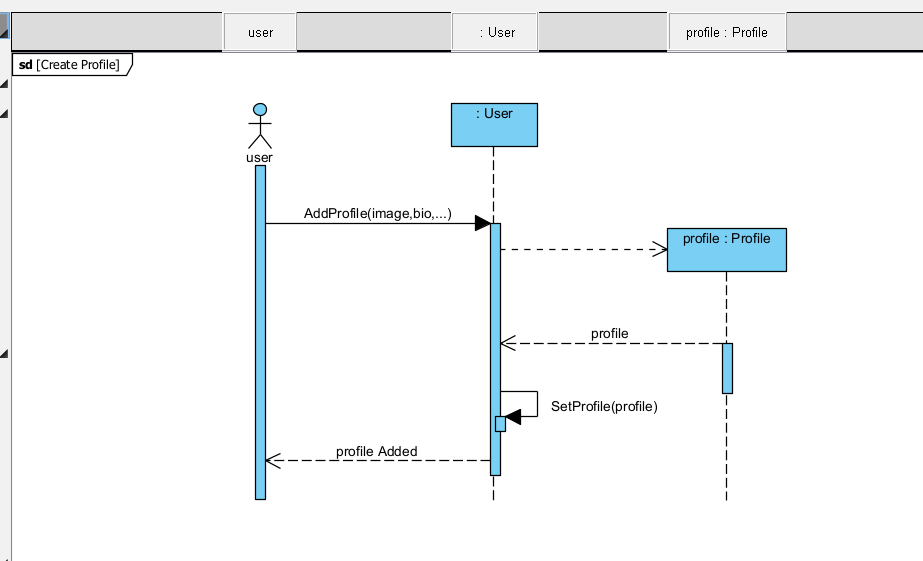 user
: User
profile : Profile
sd [Create Profile]
: User
user
AddProfile(image,bio,...)
profile : Profile
profile
SetProfile(profile)
profile Added